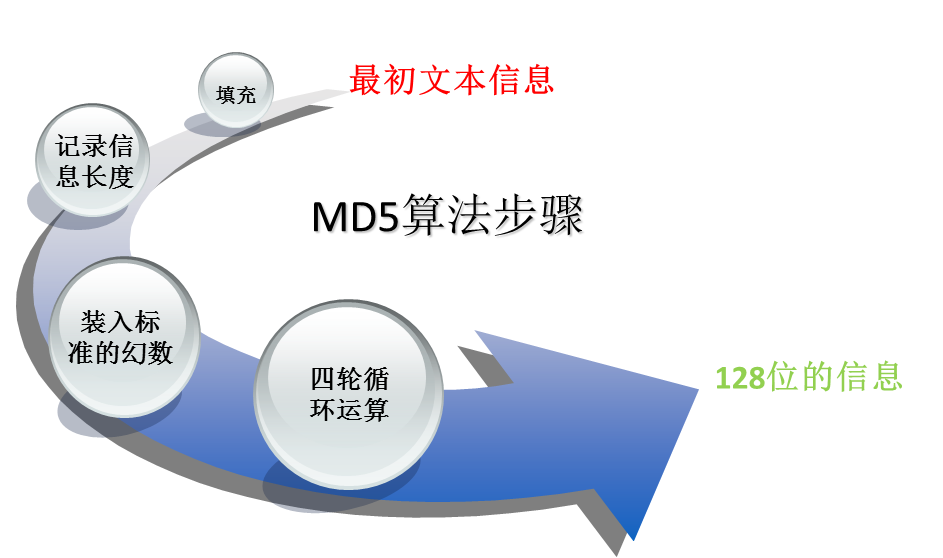 最初文本信息
填充
记录信
息长度
MD5算法步骤
装入标
准的幻数
四轮循
环运算
128位的信息